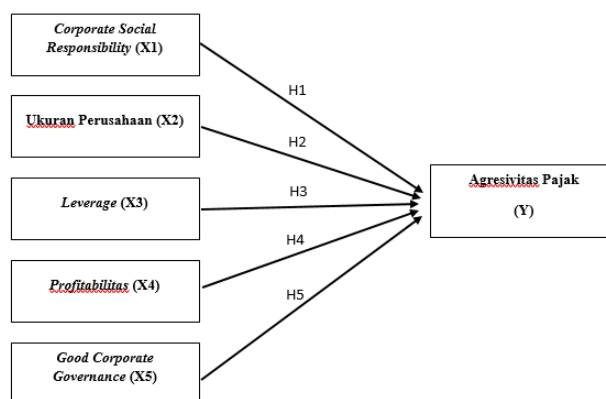 Corporate Social
Responsibility (X1)
H1
Ukuran Perusahaan (X2)
H2
Agresivitas Pajak
(Y)
Leverage (X3)
H3
H4
Profitabilitas (X4)
H5
Good Corporate
Governance (X5)